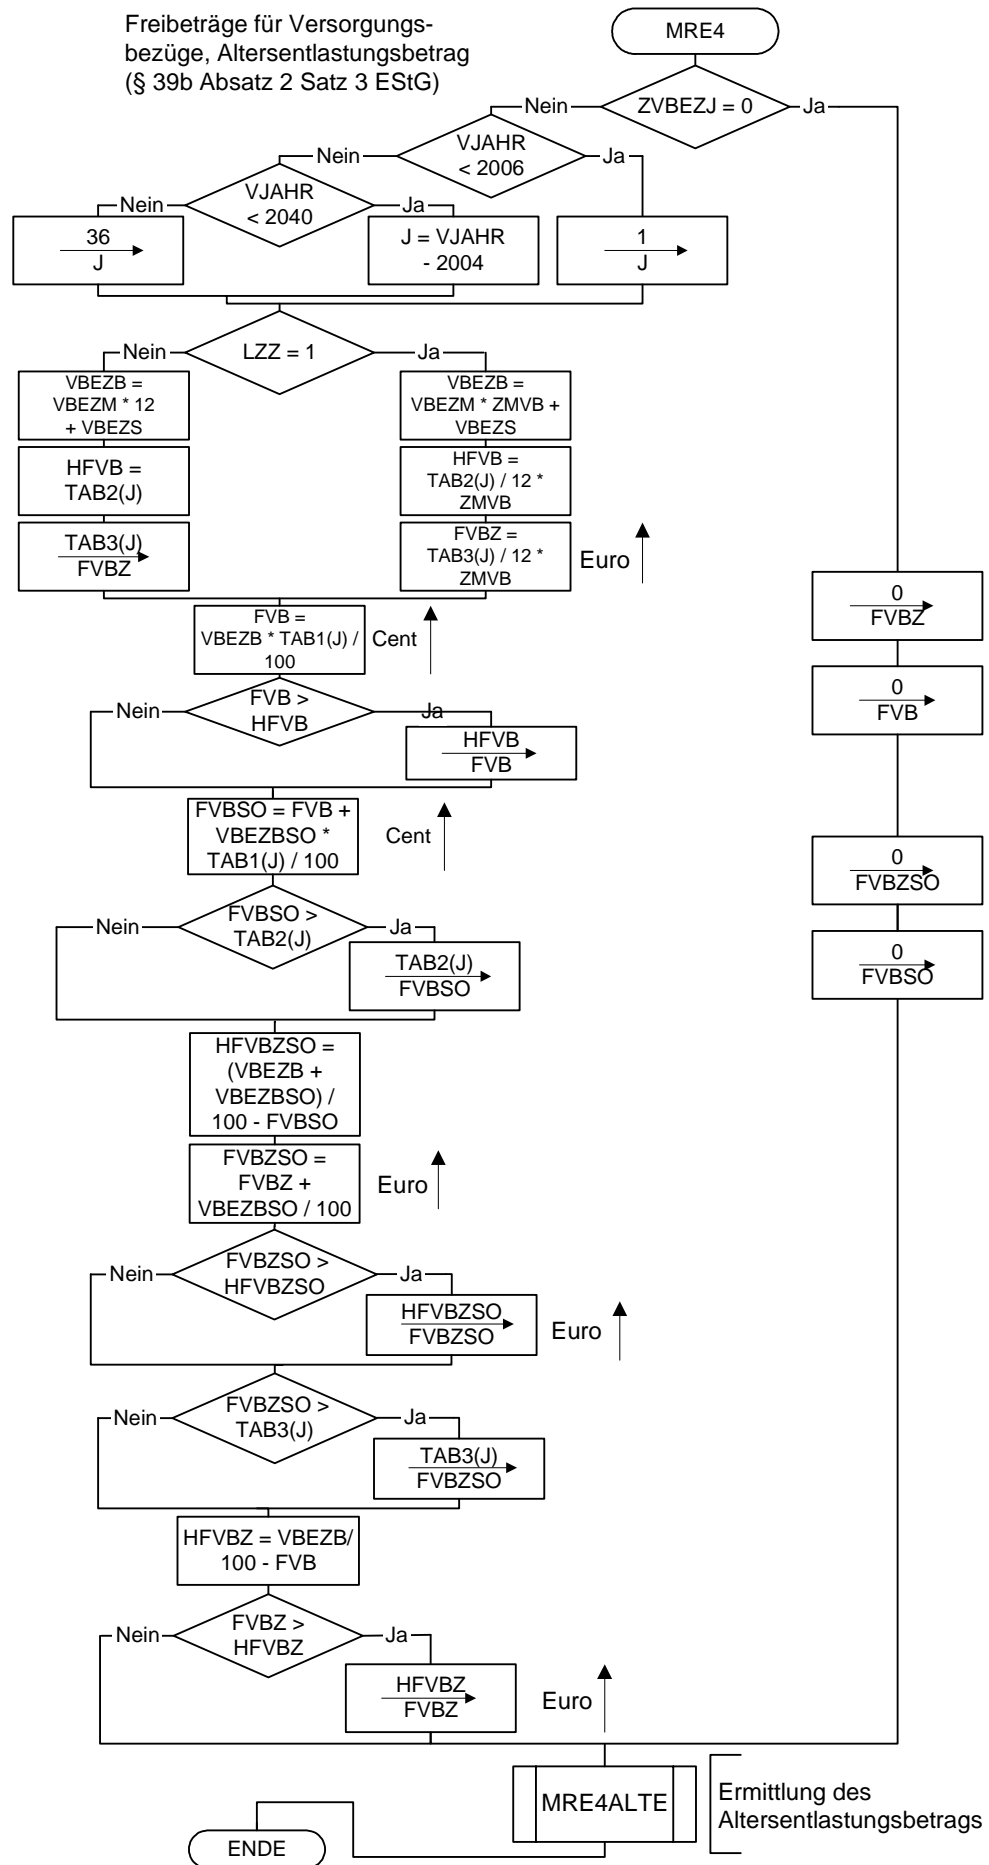 Freibeträge für Versorgungs-
bezüge, Altersentlastungsbetrag
(§ 39b Absatz 2 Satz 3 EStG)
MRE4
ZVBEZJ = 0
Nein
Ja
VJAHR
< 2006
Nein
Ja
VJAHR
< 2040
Nein
Ja
36
J
J = VJAHR
- 2004
1
J
LZZ = 1
Nein
Ja
VBEZB =
VBEZM * 12
+ VBEZS
VBEZB =
VBEZM * ZMVB +
VBEZS
HFVB =
TAB2(J)
HFVB =
TAB2(J) / 12 *
ZMVB
TAB3(J)
FVBZ
FVBZ =
TAB3(J) / 12 *
ZMVB
Euro
0
FVBZ
FVB =
VBEZB * TAB1(J) /
100
Cent
FVB >
HFVB
Nein
Ja
0
FVB
HFVB
FVB
FVBSO = FVB +
VBEZBSO *
TAB1(J) / 100
Cent
0
FVBZSO
FVBSO >
TAB2(J)
Nein
Ja
TAB2(J)
FVBSO
0
FVBSO
HFVBZSO =
(VBEZB +
VBEZBSO) /
100 - FVBSO
FVBZSO =
FVBZ +
VBEZBSO / 100
Euro
FVBZSO >
HFVBZSO
Nein
Ja
HFVBZSO
FVBZSO
Euro
FVBZSO >
TAB3(J)
Nein
Ja
TAB3(J)
FVBZSO
HFVBZ = VBEZB/
100 - FVB
FVBZ >
HFVBZ
Nein
Ja
HFVBZ
FVBZ
Euro
MRE4ALTE
Ermittlung des
Altersentlastungsbetrags
ENDE